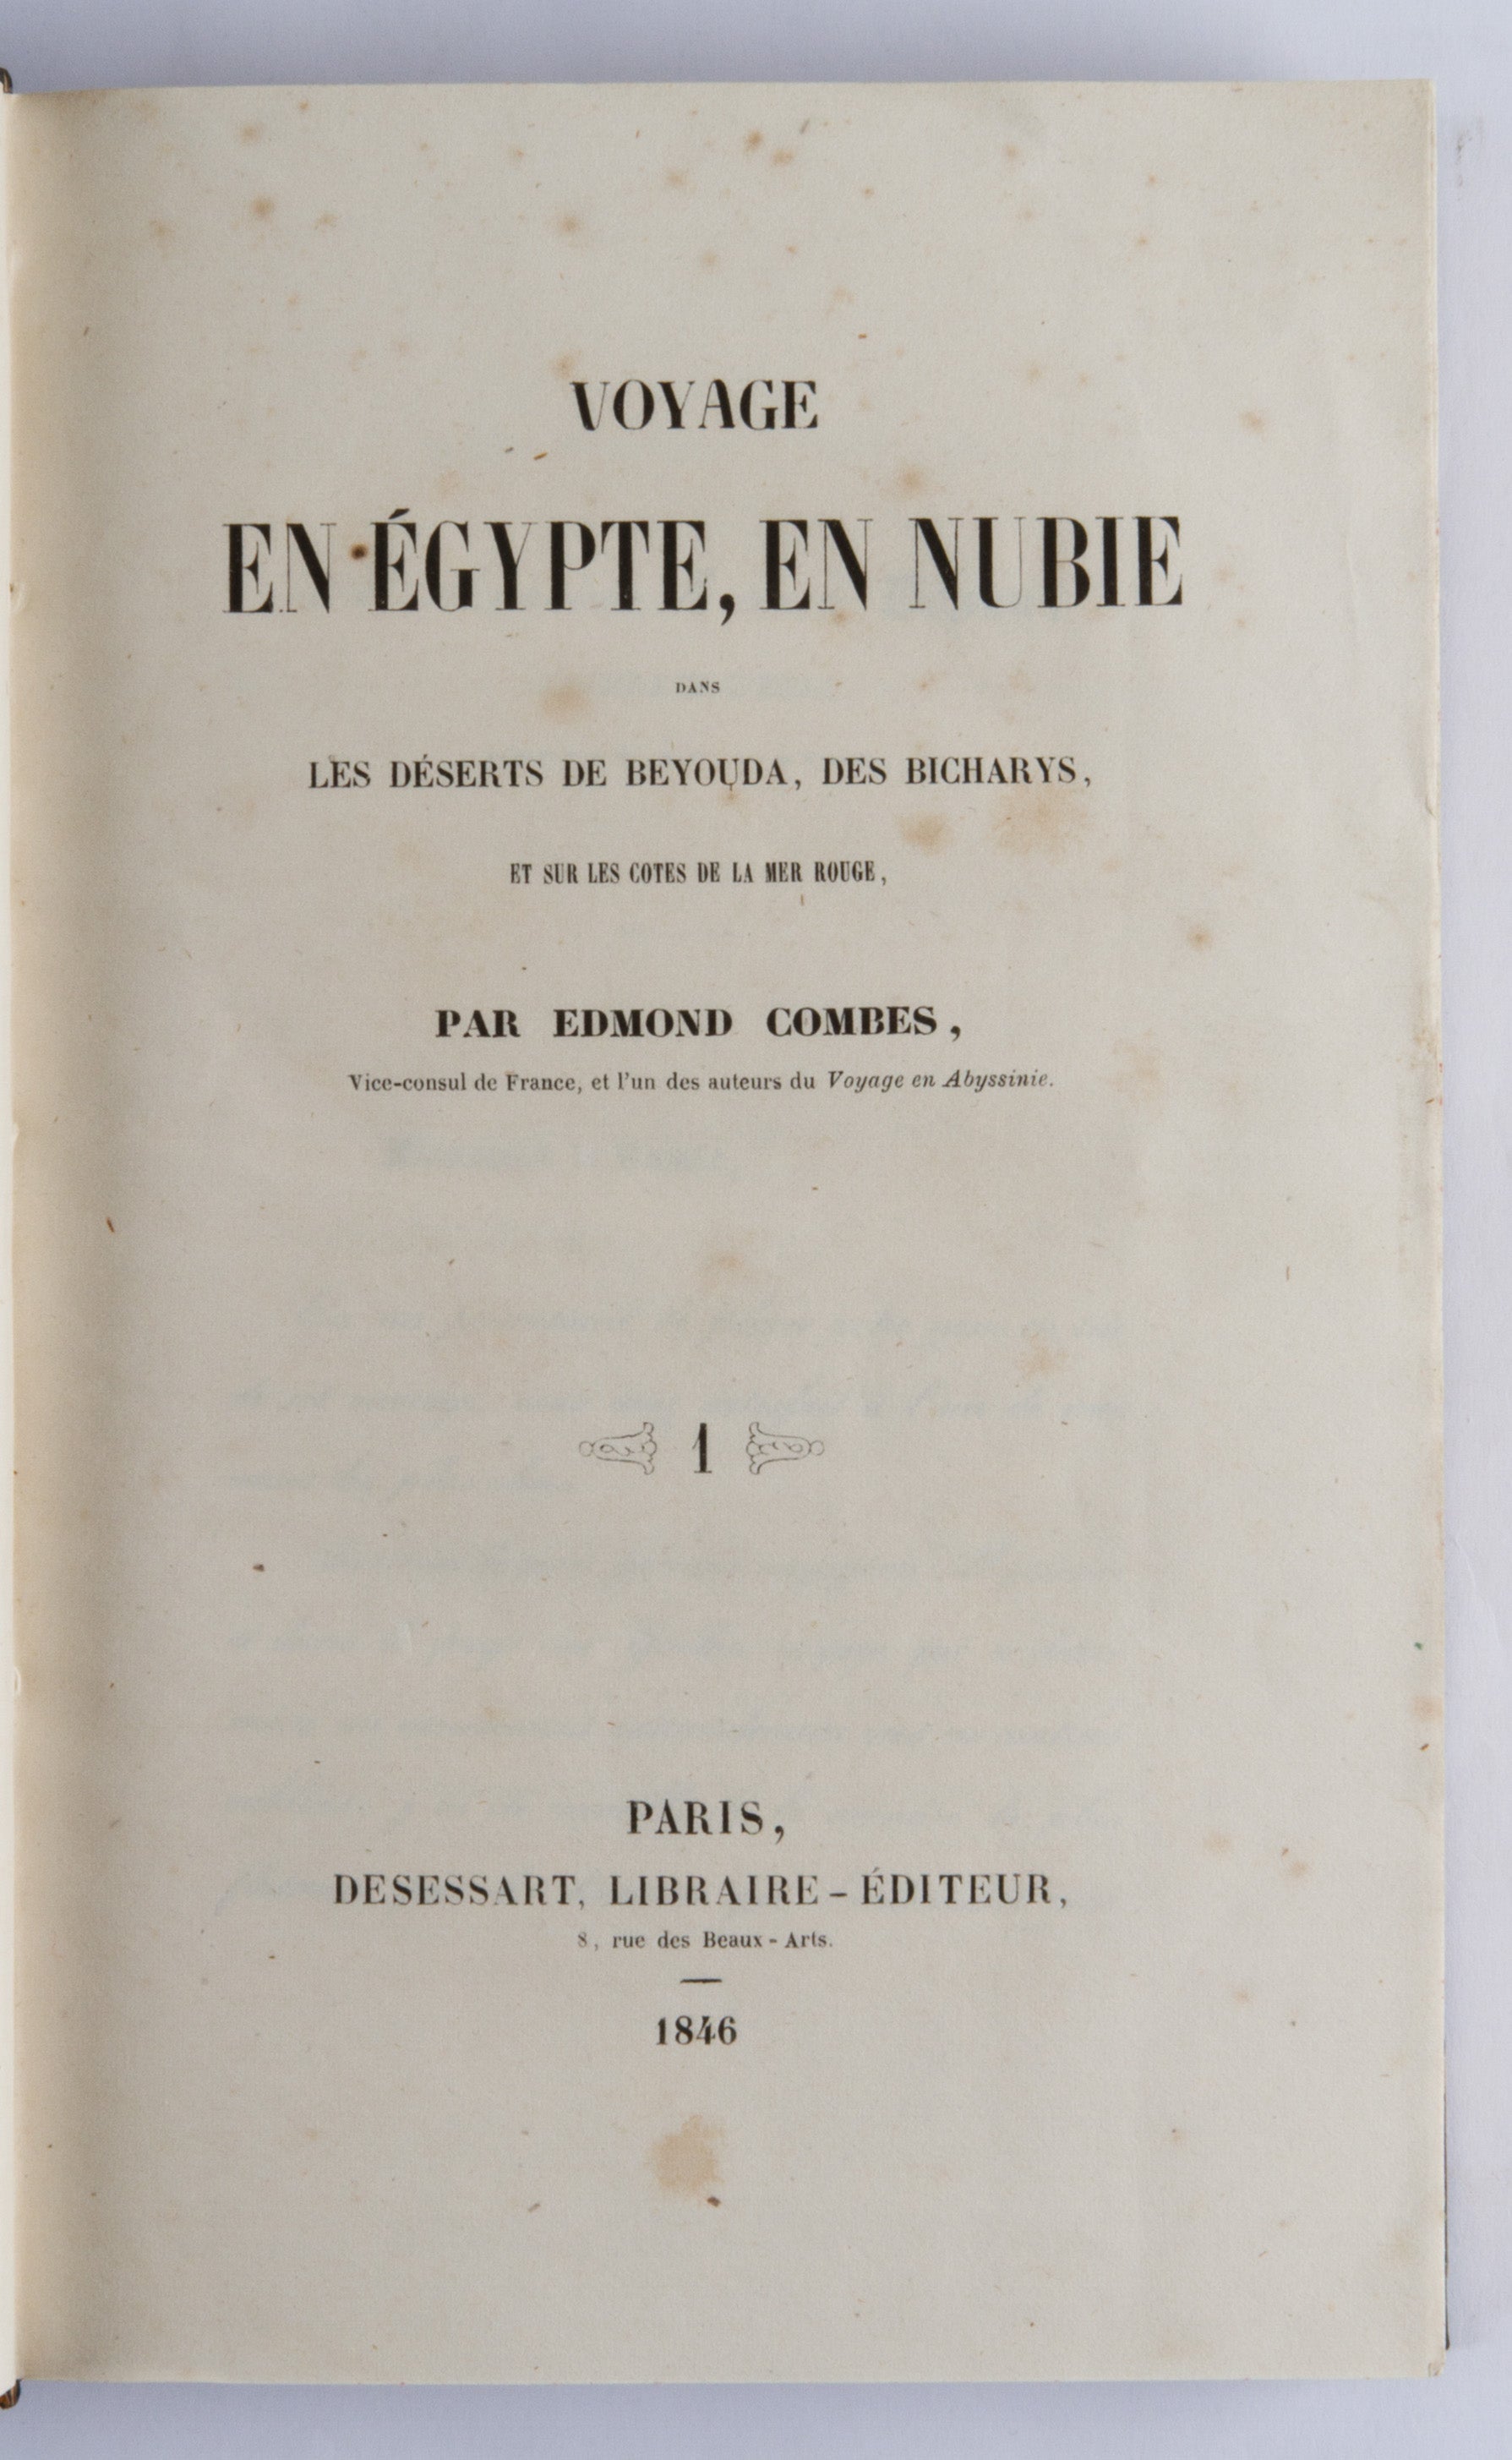 VOYAGE
EN ÉGYPTE, EN NUBIE
DANS
LES DÉSERTS DE BEYOUDA, DES BICHARYS,
ET SUR LES COTES DE LA MER ROUGE,
PAR EDMOND COMBES,
Vice-consul de France, et l'un des auteurs du Voyage en Abyssinie.
1
PARIS,
DESESSART, LIBRAIRE-ÉDITEUR,
8, rue des Beaux-Arts.
1846